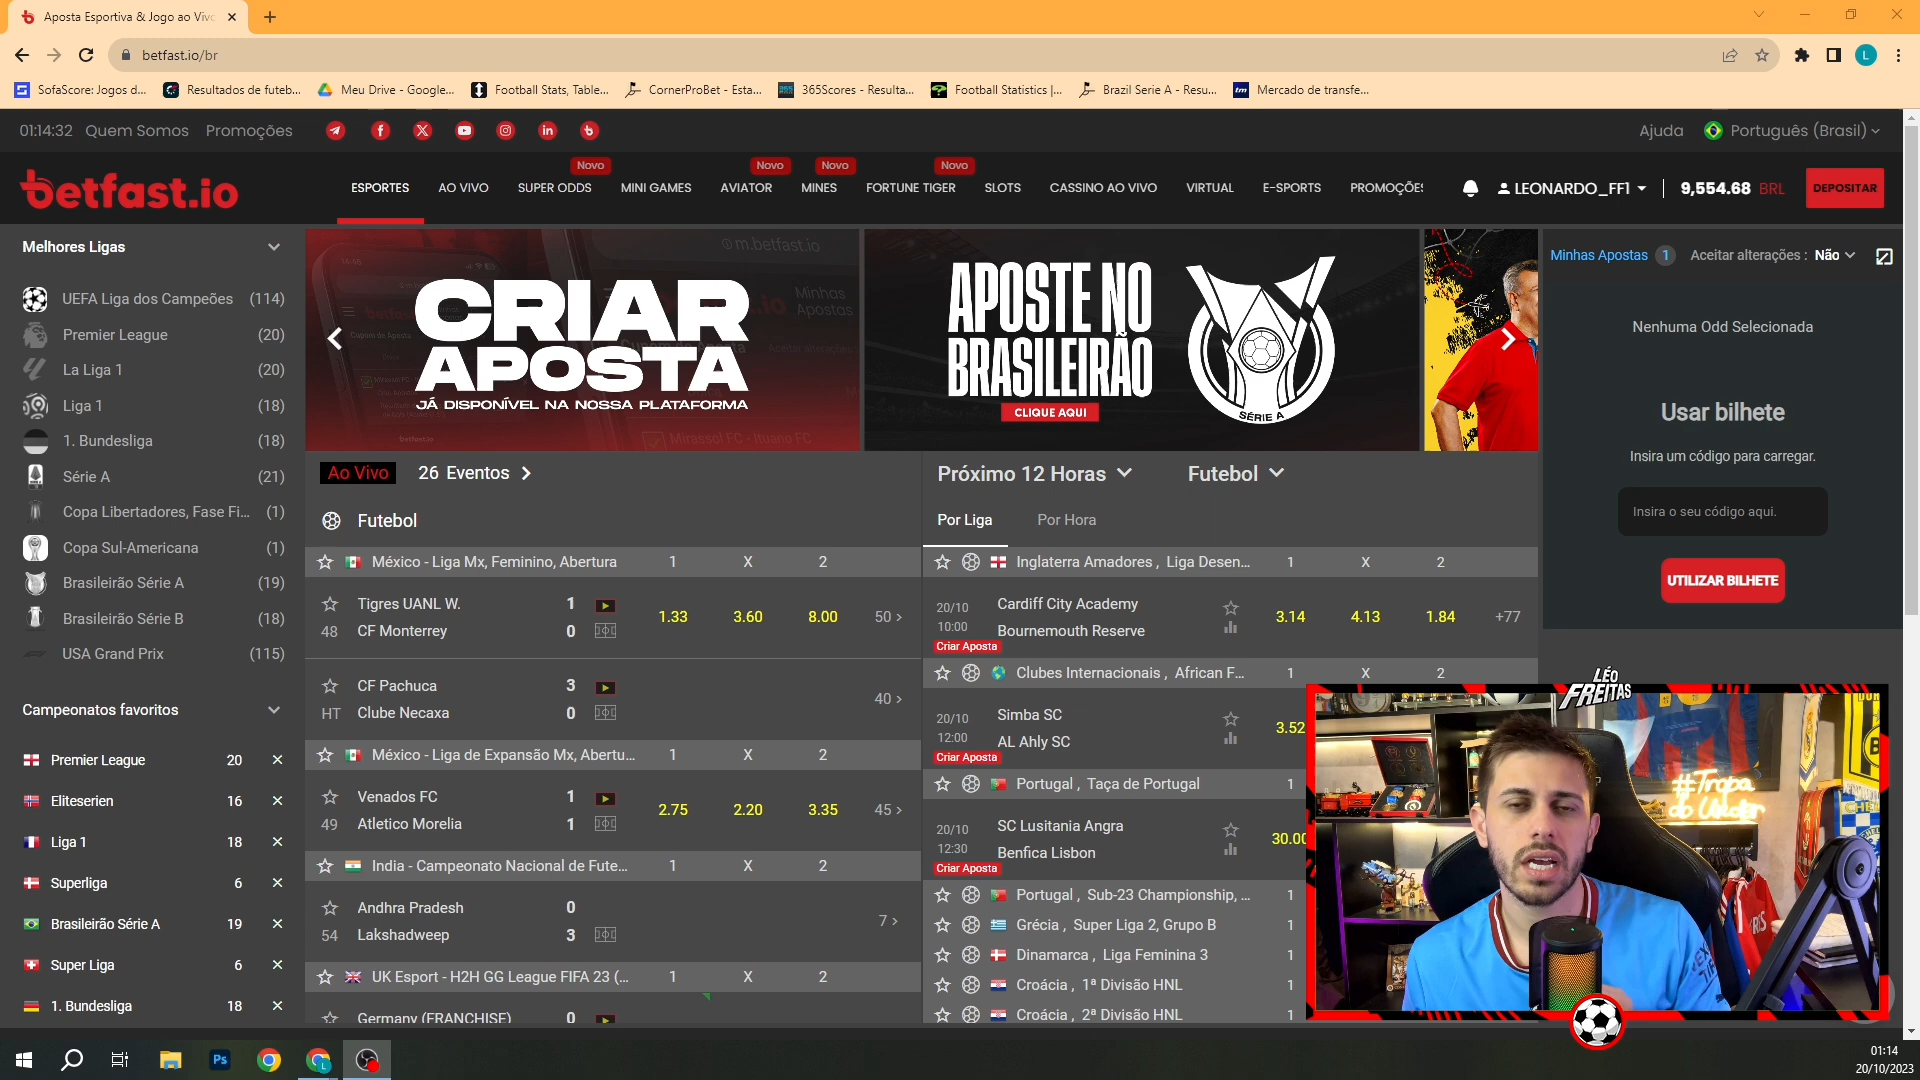 Aposta Esportiva & Jogo ao Viv
betfast.io/br
SofaScore: Jogos d...
Resultados de futeb...
Meu Drive - Google...
Football Stats, Table...
CornerProBet - Esta...
365Scores - Resulta...
Football Statistics |...
Brazil Serie A - Resu...
Mercado de transfe...
01:14:32 Quem Somos Promoções
Ajuda Português (Brasil)
betfast.io
Novo Novo Novo Novo
ESPORTES AO VIVO SUPER ODDS MINI GAMES AVIATOR MINES FORTUNE TIGER SLOTS CASSINO AO VIVO VIRTUAL E-SPORTS PROMOÇÕES
LEONARDO_FF1 9,554.68 BRL DEPOSITAR
Melhores Ligas
UEFA Liga dos Campeões (114)
Premier League (20)
La Liga 1 (20)
Liga 1 (18)
1. Bundesliga (18)
Série A (21)
Copa Libertadores, Fase Fi... (1)
Copa Sul-Americana (1)
Brasileirão Série A (19)
Brasileirão Série B (18)
USA Grand Prix (115)
Campeonatos favoritos
Premier League 20
Eliteserien 16
Liga 1 18
Superliga 6
Brasileirão Série A 19
Super Liga 6
1. Bundesliga 18
m.betfast.io
Minhas
Apostas
CRIAR
APOSTA
JÁ DISPONÍVEL NA NOSSA PLATAFORMA
Mirassol FC - Ituano FC
betfast.io
APOSTE NO
BRASILEIRÃO
CLIQUE AQUI
SÉRIE A
Ao Vivo 26 Eventos
Futebol
México - Liga Mx, Feminino, Abertura 1 X 2
Tigres UANL W. 1
1.33 3.60 8.00 50 >
48 CF Monterrey 0
CF Pachuca 3
40 >
HT Clube Necaxa 0
México - Liga de Expansão Mx, Abertu... 1 X 2
Venados FC 1
2.75 2.20 3.35 45 >
49 Atletico Morelia 1
India - Campeonato Nacional de Fute... 1 X 2
Andhra Pradesh 0
7 >
54 Lakshadweep 3
UK Esport - H2H GG League FIFA 23 (... 1 X 2
Germany (FRANCHISE) 0
Próximo 12 Horas Futebol
Por Liga Por Hora
Inglaterra Amadores , Liga Desen... 1 X 2
20/10 Cardiff City Academy
3.14 4.13 1.84 +77
10:00 Bournemouth Reserve
Criar Aposta
Clubes Internacionais , African F... 1 X 2
20/10 Simba SC
3.52
12:00 AL Ahly SC
Criar Aposta
Portugal , Taça de Portugal 1
20/10 SC Lusitania Angra
30.00
12:30 Benfica Lisbon
Criar Aposta
Portugal , Sub-23 Championship, ... 1
Grécia , Super Liga 2, Grupo B 1
Dinamarca , Liga Feminina 3 1
Croácia , 1ª Divisão HNL 1
Croácia , 2ª Divisão HNL 1
Minhas Apostas 1 Aceitar alterações : Não
Nenhuma Odd Selecionada
Usar bilhete
Insira um código para carregar.
Insira o seu código aqui.
UTILIZAR BILHETE
LÉO
FREITAS
#Tropa
do Unider
01:14
20/10/2023